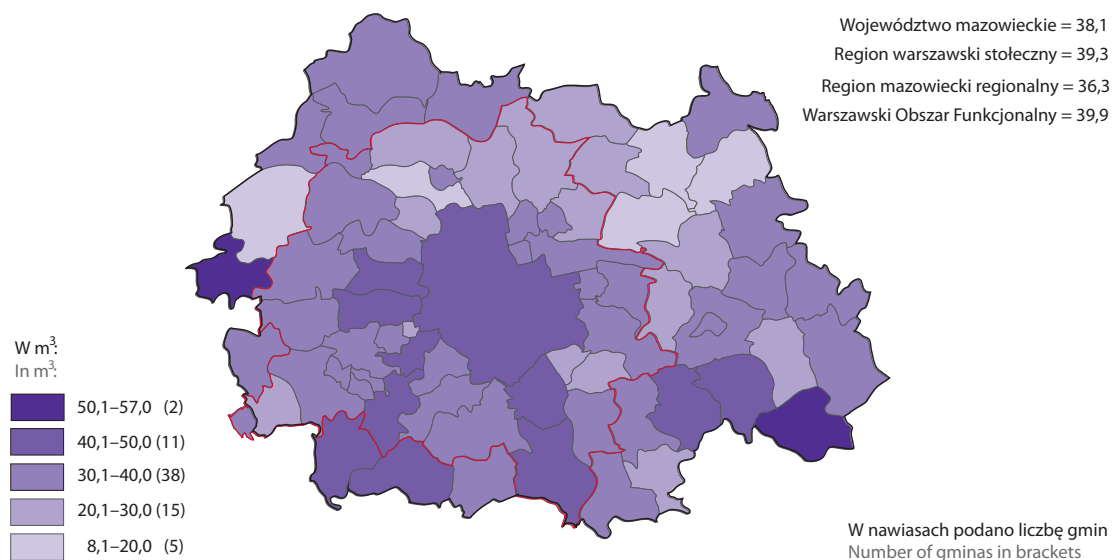 Województwo mazowieckie = 38,1
Region warszawski stołeczny = 39,3
Region mazowiecki regionalny = 36,3
Warszawski Obszar Funkcjonalny = 39,9
W m³:
In m³:
50,1–57,0 (2)
40,1–50,0 (11)
30,1–40,0 (38)
20,1–30,0 (15)
8,1–20,0 (5)
W nawiasach podano liczbę gmin
Number of gminas in brackets